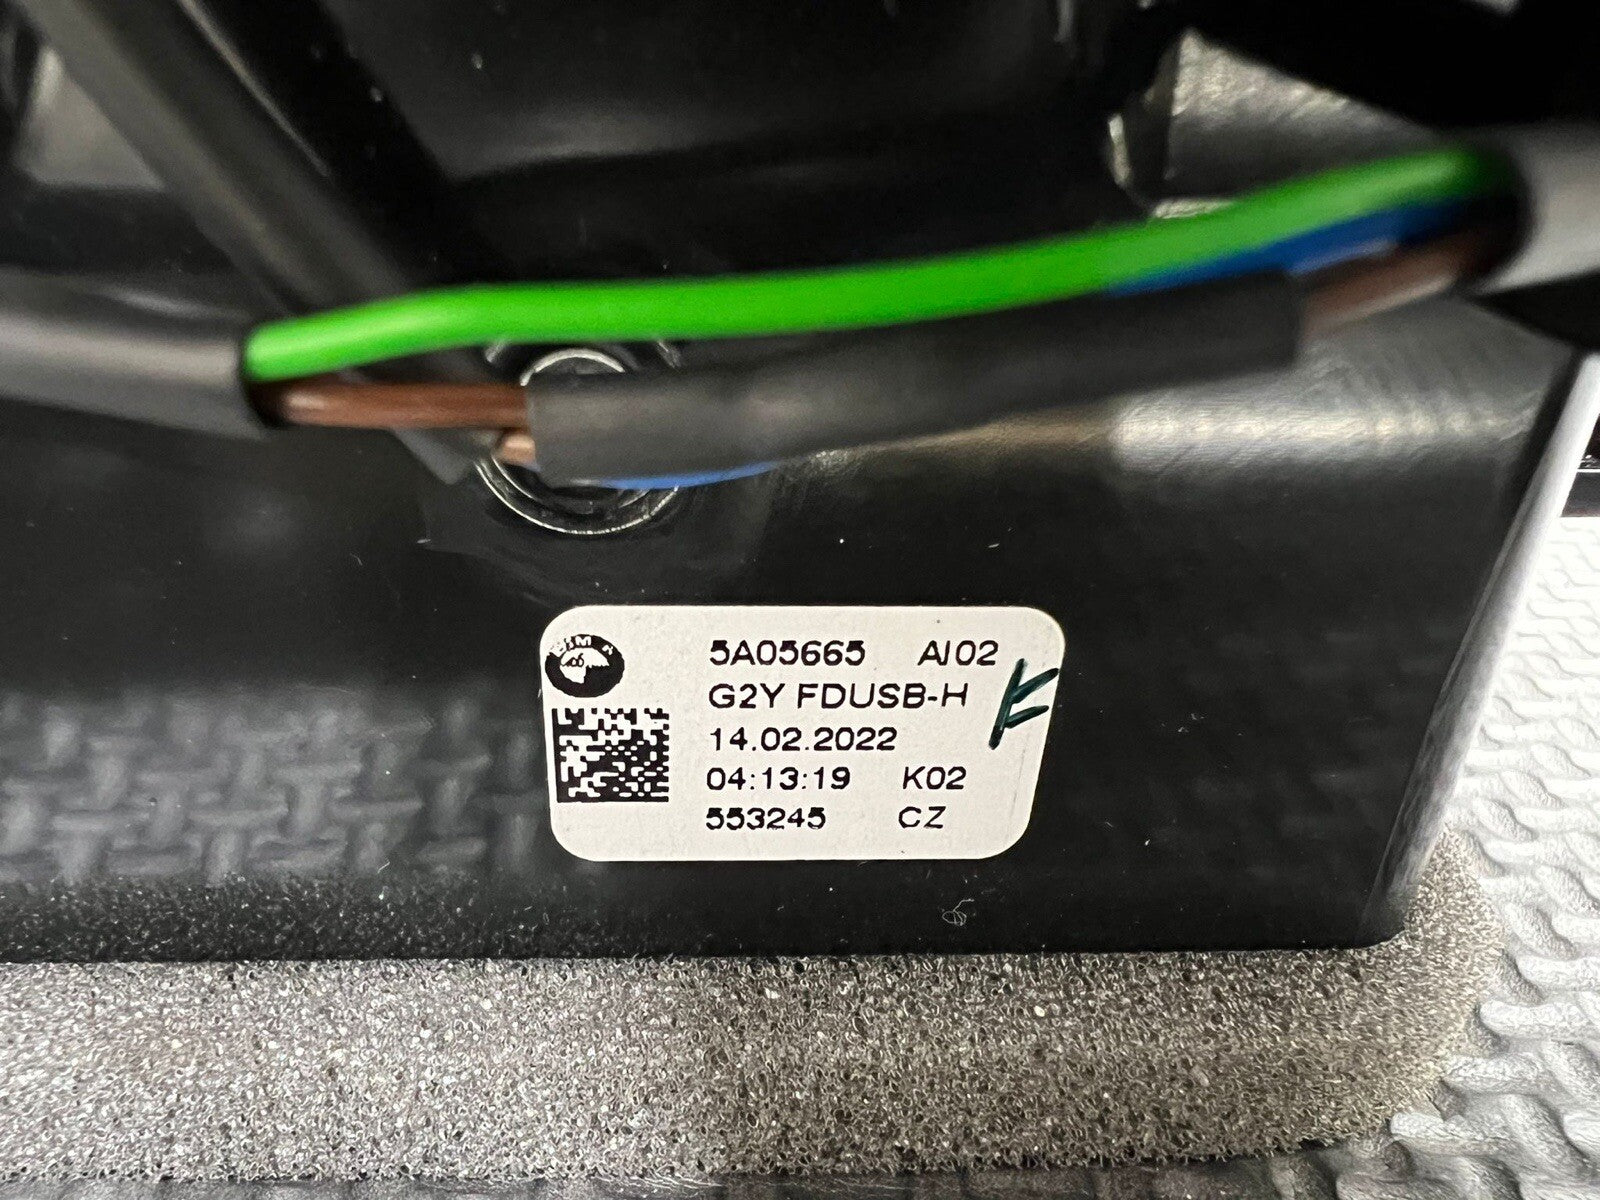 5A05665 AI02
G2Y FDUSB-H
14.02.2022
04:13:19 K02
553245 CZ